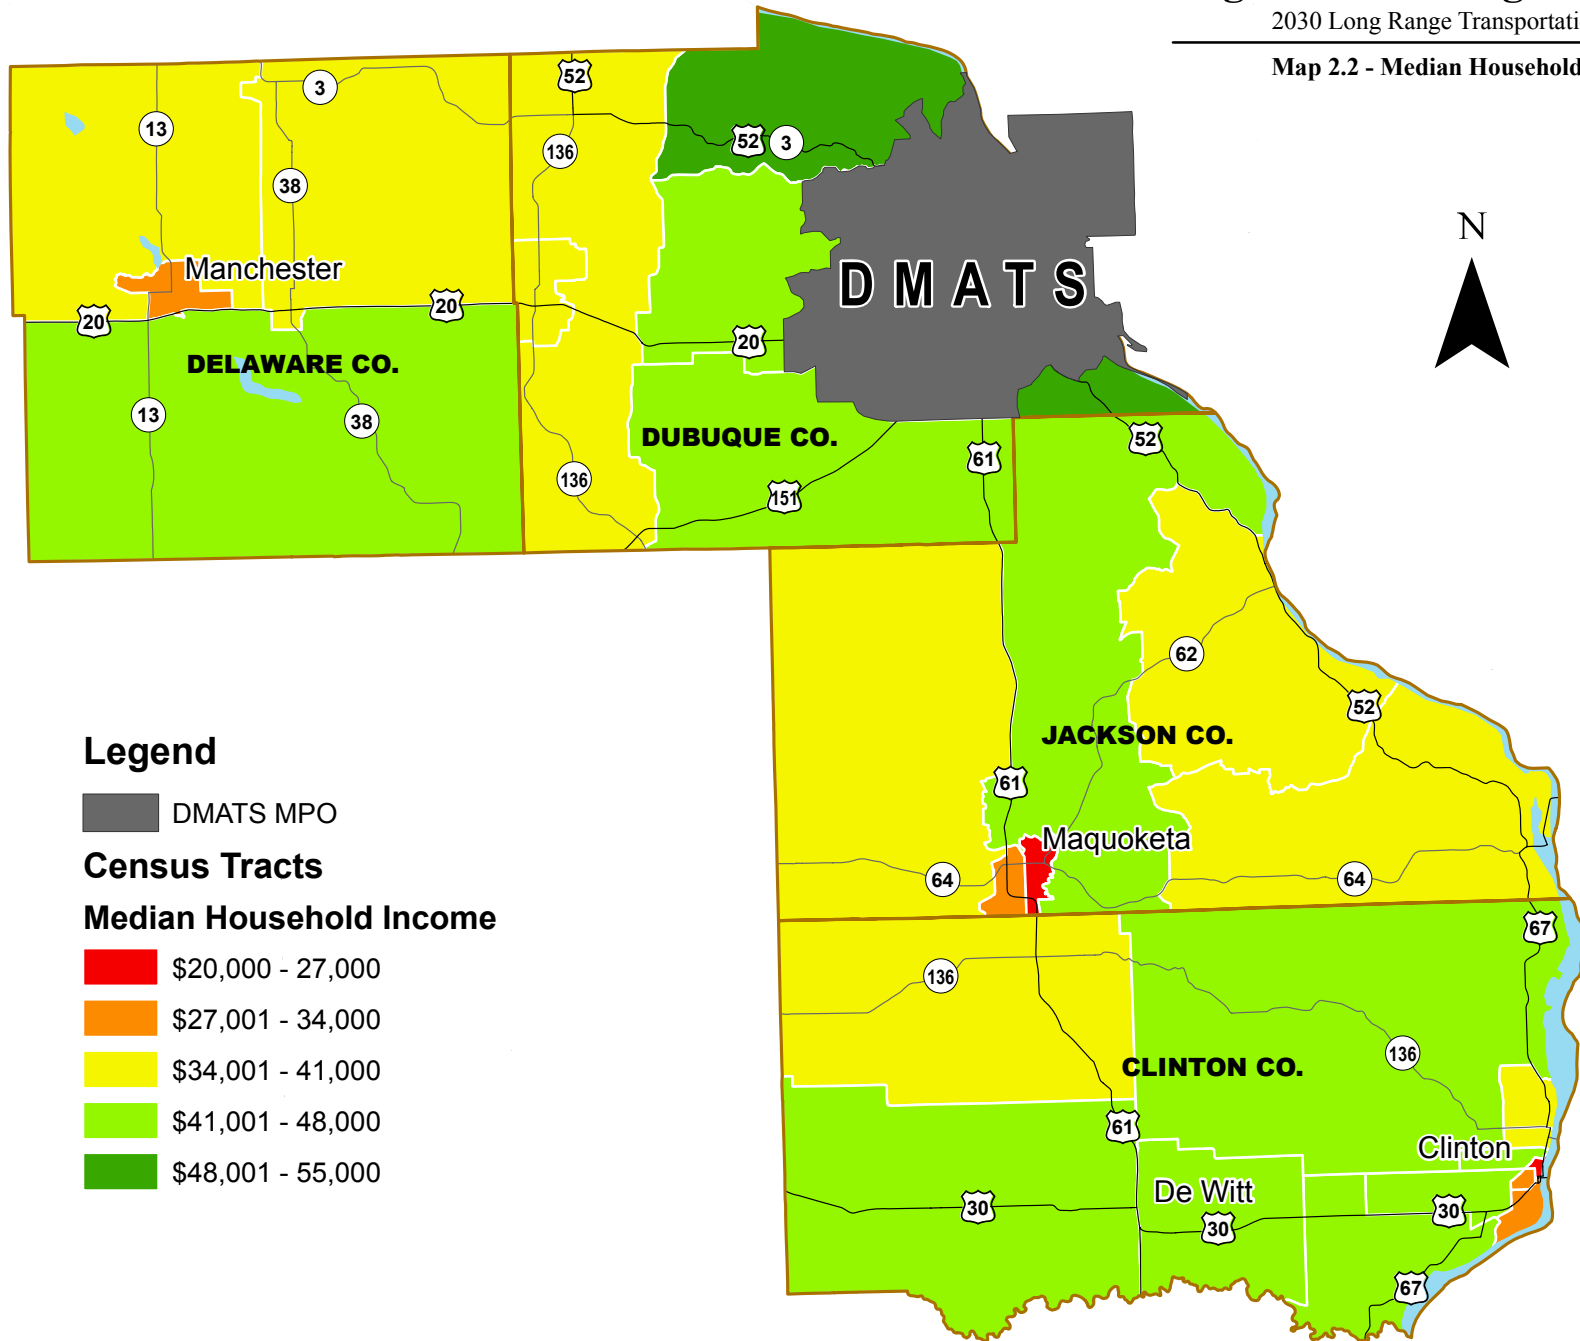 2030 Long Range Transportati
Map 2.2 - Median Household
N
52
3
13
136
52
3
38
Manchester
DMATS
20
20
20
DELAWARE CO.
13
38
DUBUQUE CO.
52
61
136
151
62
52
JACKSON CO.
61
Maquoketa
64
64
67
136
136
CLINTON CO.
61
Clinton
De Witt
30
30
30
67
Legend
DMATS MPO
Census Tracts
Median Household Income
$20,000 - 27,000
$27,001 - 34,000
$34,001 - 41,000
$41,001 - 48,000
$48,001 - 55,000